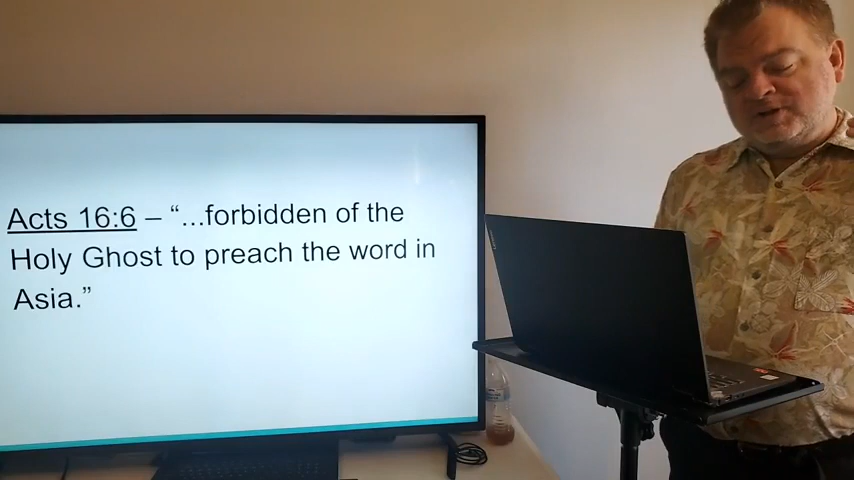 Acts 16:6 – “...forbidden of the
Holy Ghost to preach the word in
Asia.”